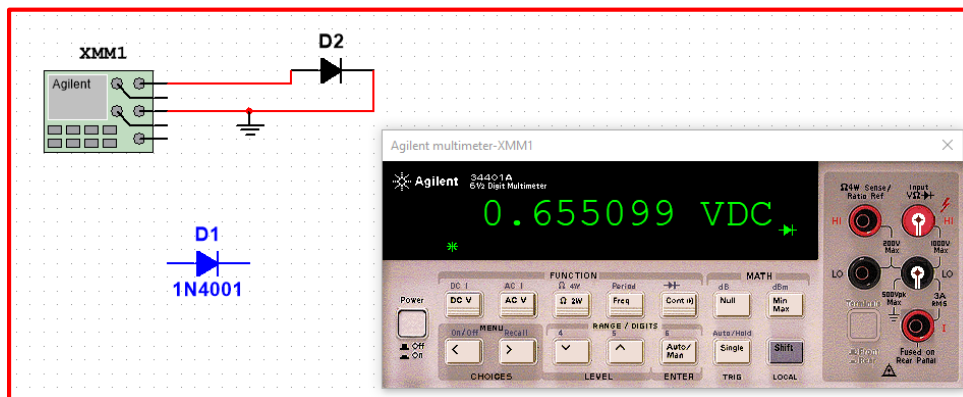 D2
XMM1
Agilent
D1
1N4001
Agilent multimeter-XMM1
Agilent 34401A
6½ Digit Multimeter
0.655099 VDC
*
Power
Off
On
FUNCTION
MATH
DC I
AC I
Ω 4W
Period
dB
dBm
DC V
AC V
Ω 2W
Freq
Cont
Null
Min
Max
MENU
RANGE / DIGITS
On/Off
Recall
4
5
6
Auto/Hold
<
>
Auto/
Man
Single
Shift
CHOICES
LEVEL
ENTER
TRIG
LOCAL
Ω4W Sense/
Ratio Ref
Input
VΩ
HI
HI
200V
Max
1000V
Max
LO
LO
500Vpk
Max
3A
RMS
Terminals
I
Front
Rear
Fused on
Rear Panel